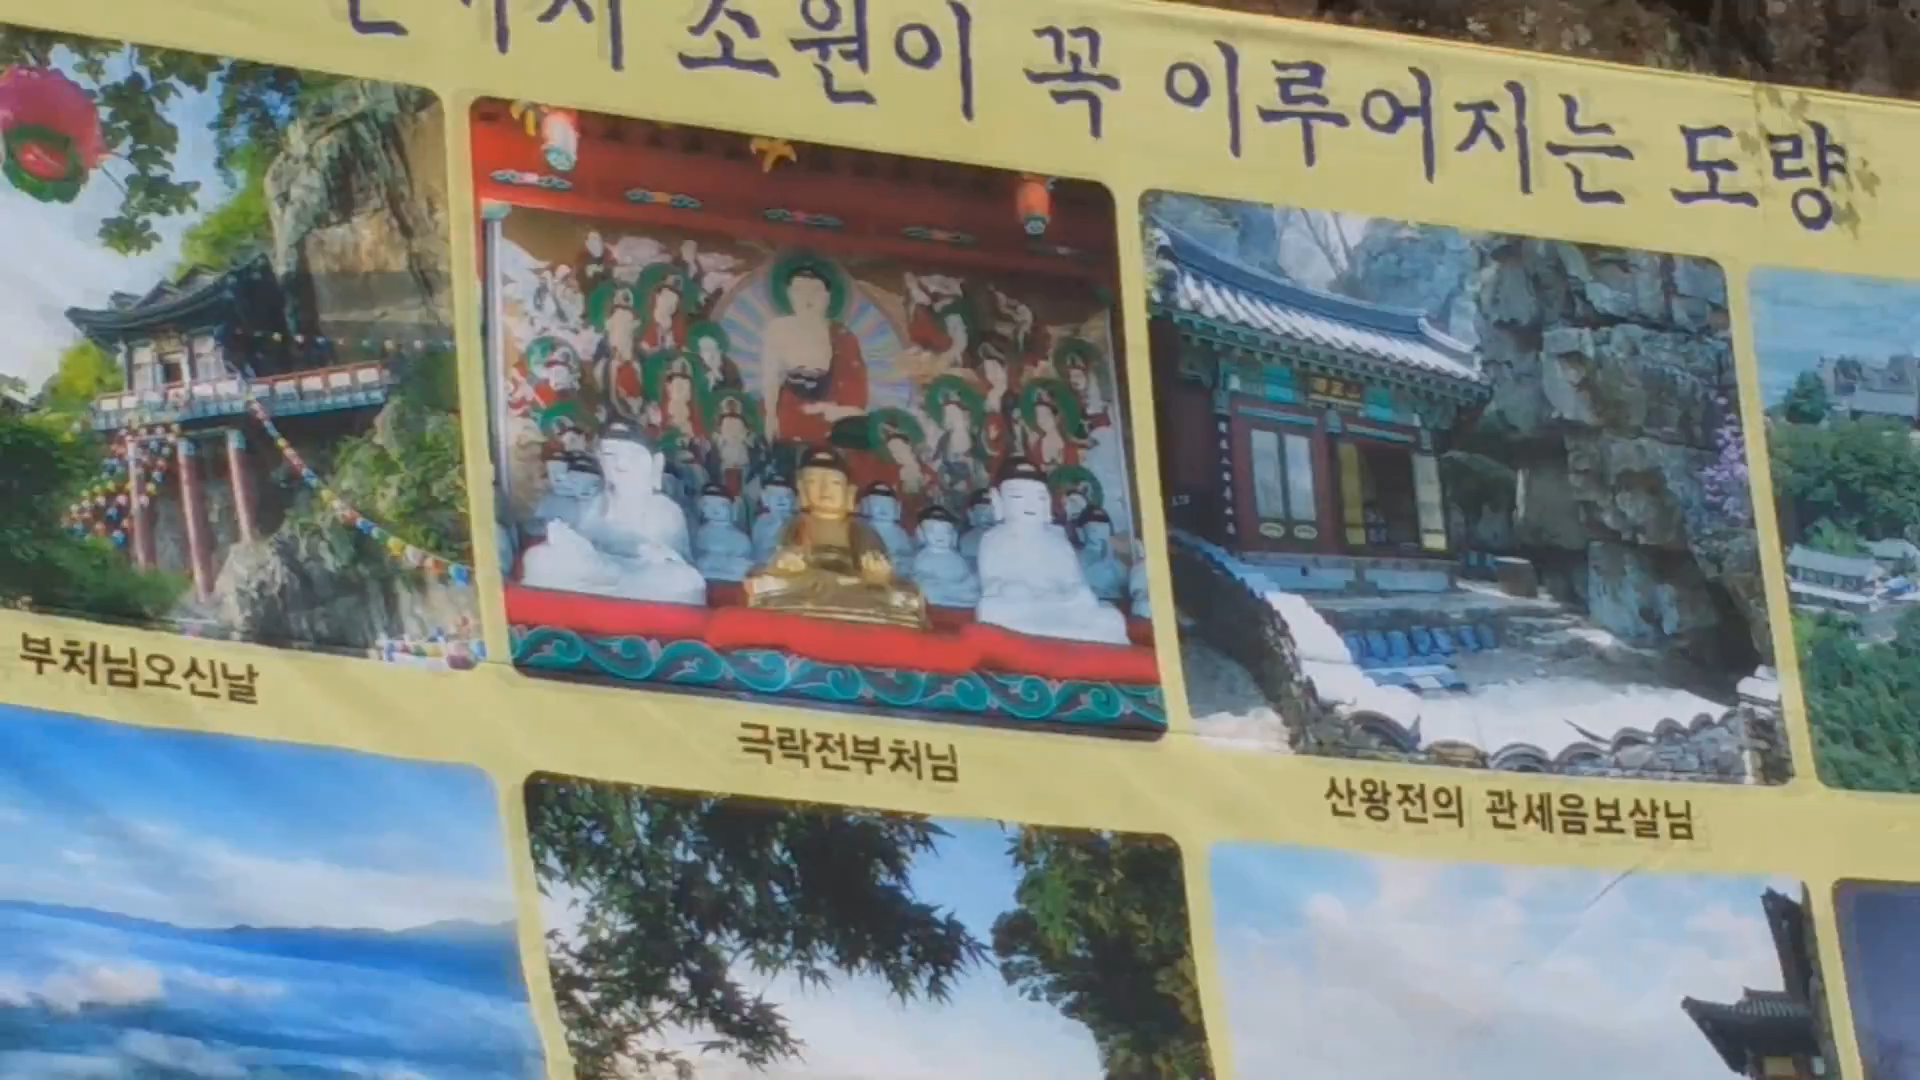 소원이 꼭 이루어지는 도량
부처님오신날
극락전부처님
산왕전의 관세음보살님